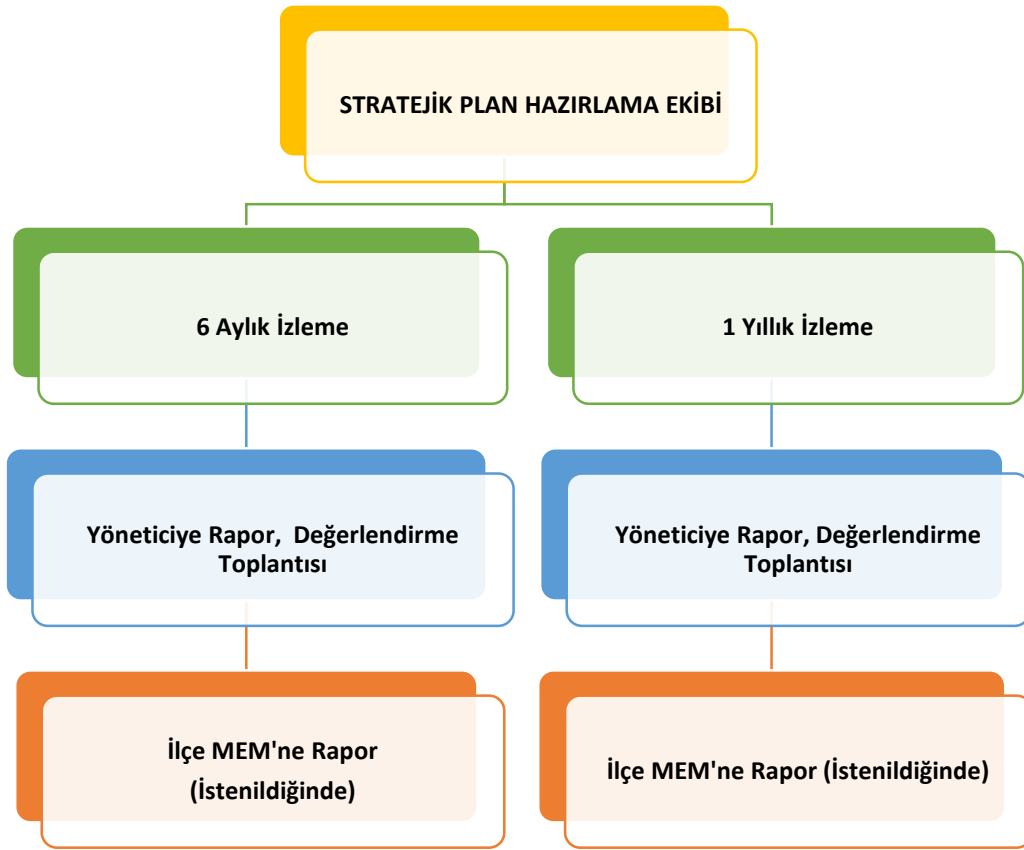 STRATEJİK PLAN HAZIRLAMA EKİBİ
6 Aylık İzleme
1 Yıllık İzleme
Yöneticiye Rapor, Değerlendirme
Toplantısı
Yöneticiye Rapor, Değerlendirme
Toplantısı
İlçe MEM'ne Rapor
(İstenildiğinde)
İlçe MEM'ne Rapor (İstenildiğinde)